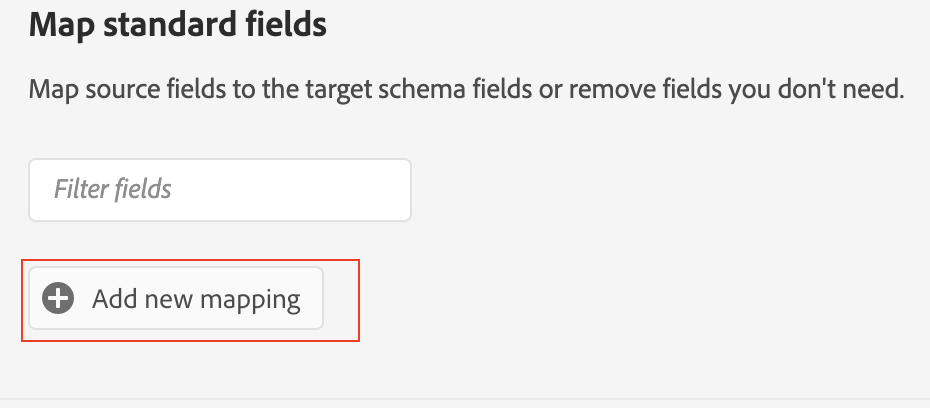 Map standard fields
Map source fields to the target schema fields or remove fields you don't need.
Filter fields
Add new mapping